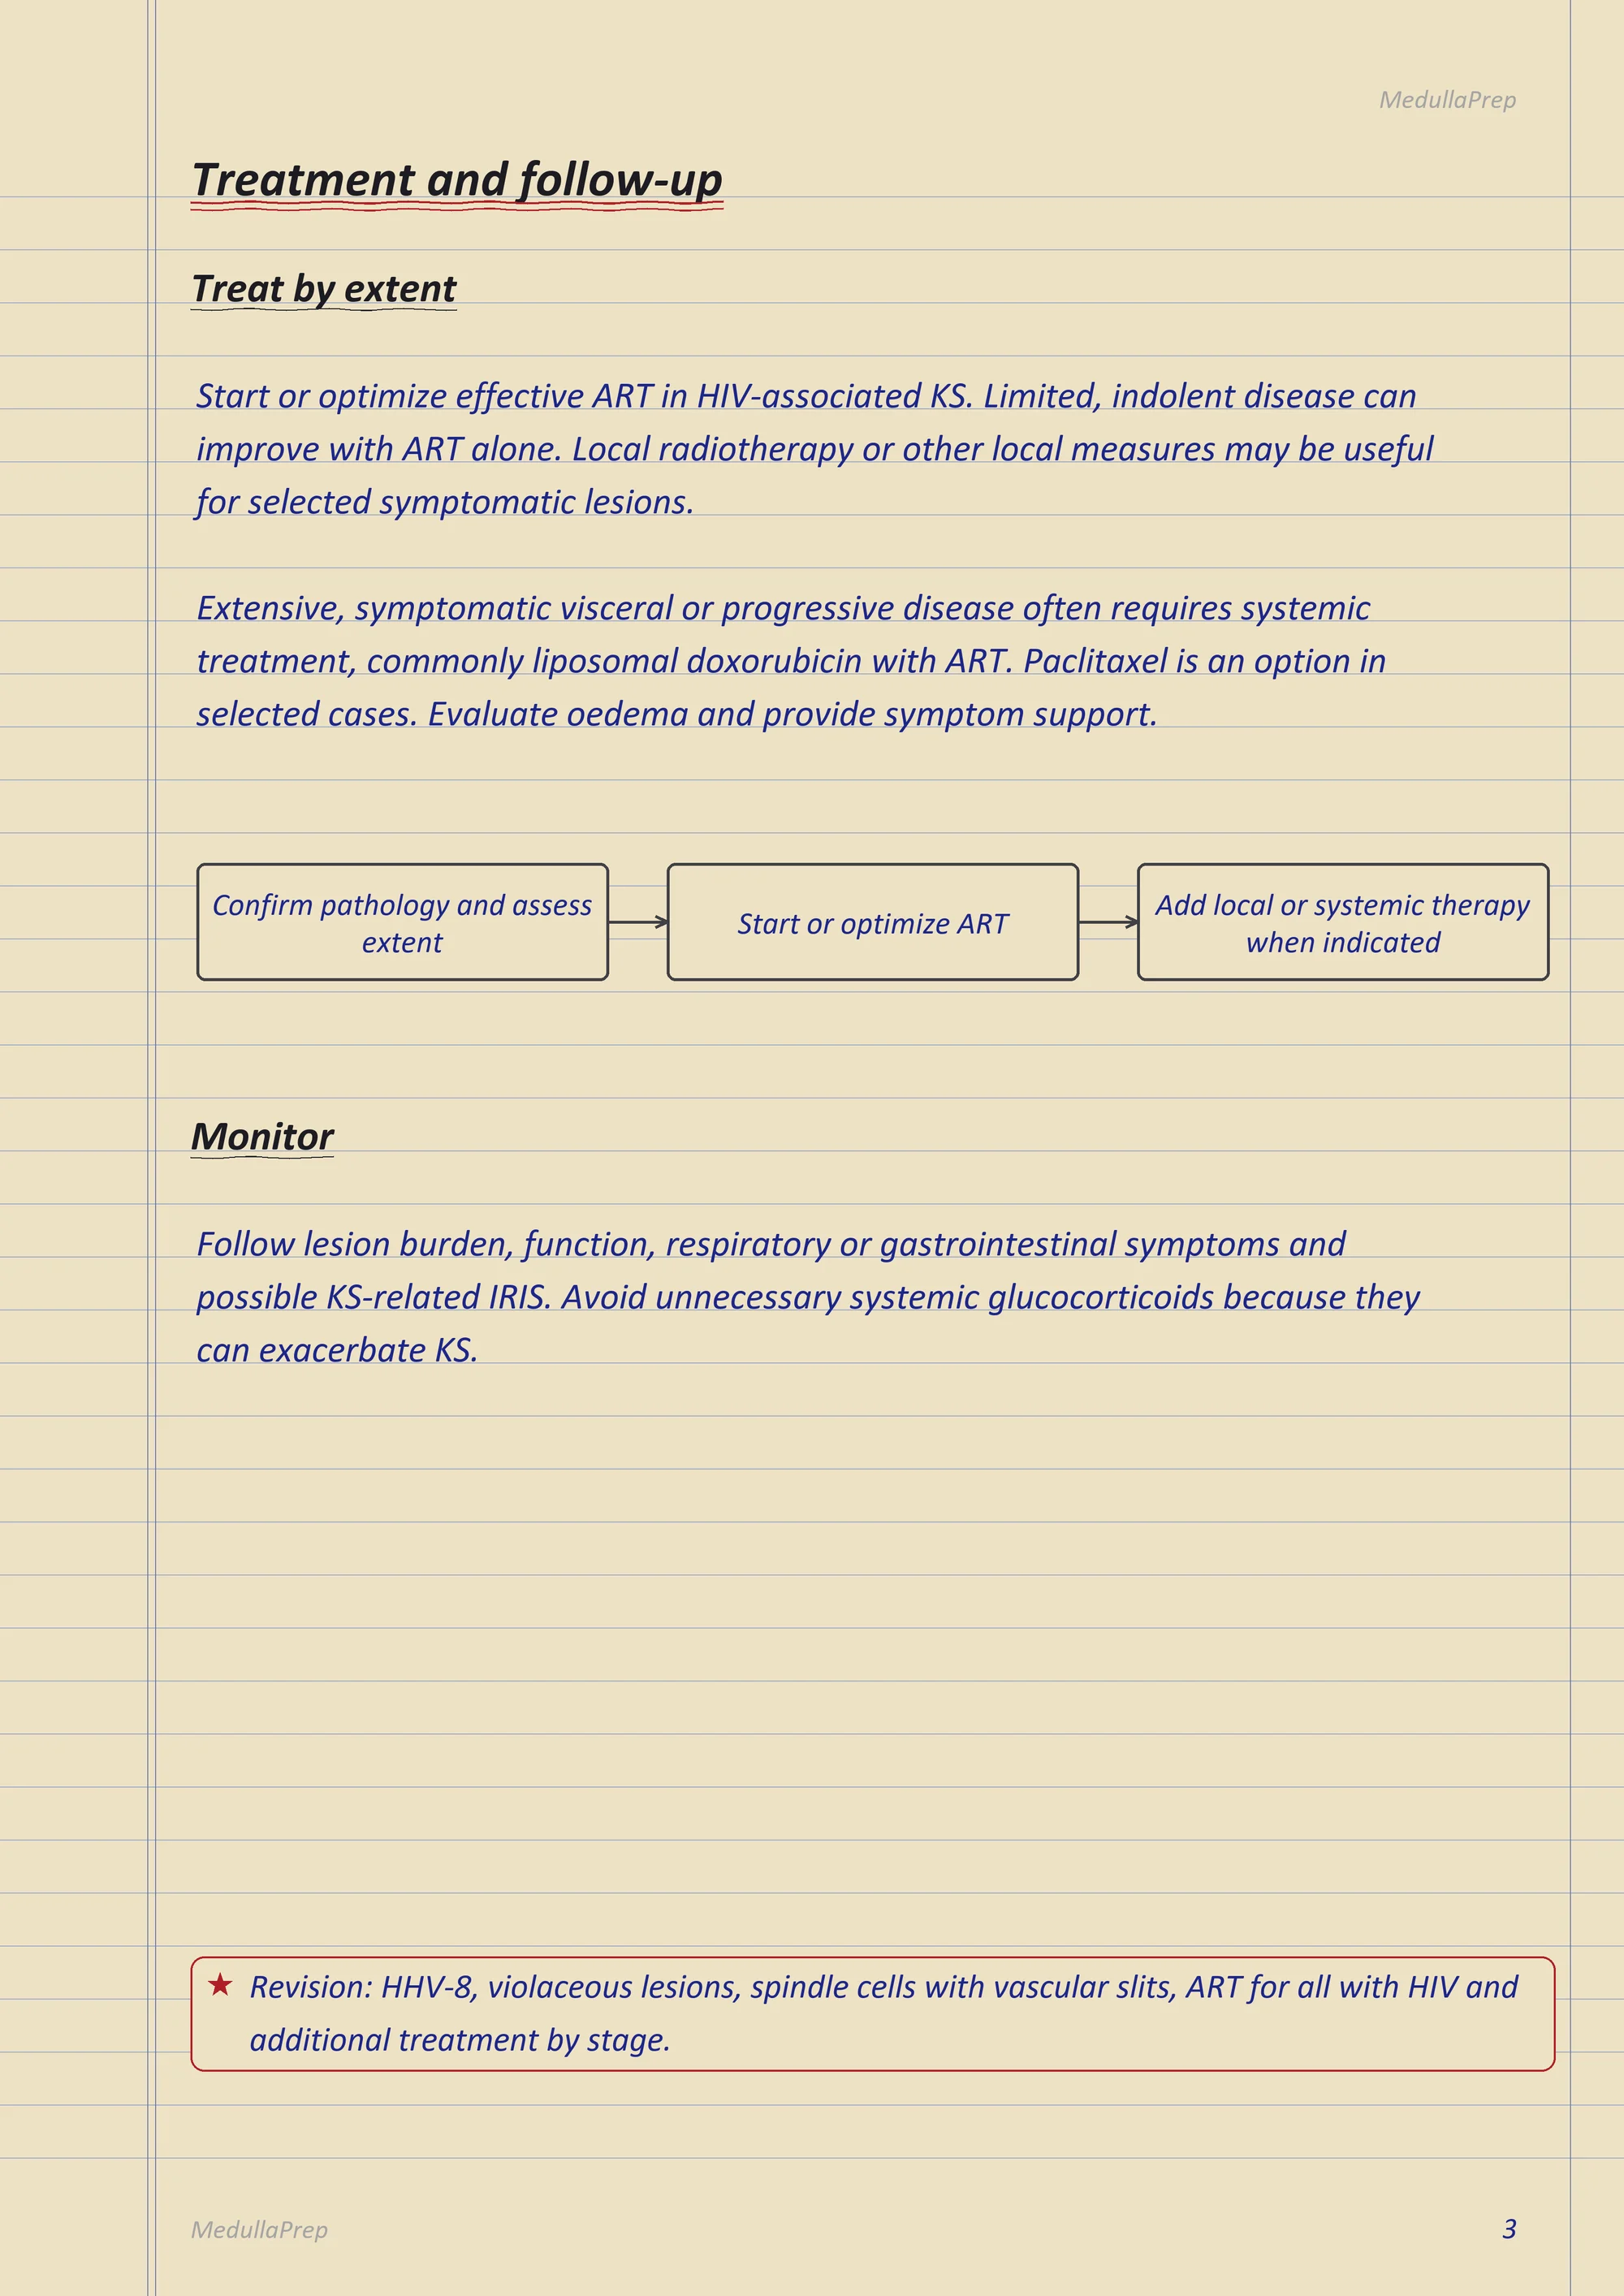 MedullaPrep
Treatment and follow-up
Treat by extent
Start or optimize effective ART in HIV-associated KS. Limited, indolent disease can
improve with ART alone. Local radiotherapy or other local measures may be useful
for selected symptomatic lesions.
Extensive, symptomatic visceral or progressive disease often requires systemic
treatment, commonly liposomal doxorubicin with ART. Paclitaxel is an option in
selected cases. Evaluate oedema and provide symptom support.
Confirm pathology and assess
extent
Start or optimize ART
Add local or systemic therapy
when indicated
Monitor
Follow lesion burden, function, respiratory or gastrointestinal symptoms and
possible KS-related IRIS. Avoid unnecessary systemic glucocorticoids because they
can exacerbate KS.
★ Revision: HHV-8, violaceous lesions, spindle cells with vascular slits, ART for all with HIV and
additional treatment by stage.
MedullaPrep
3